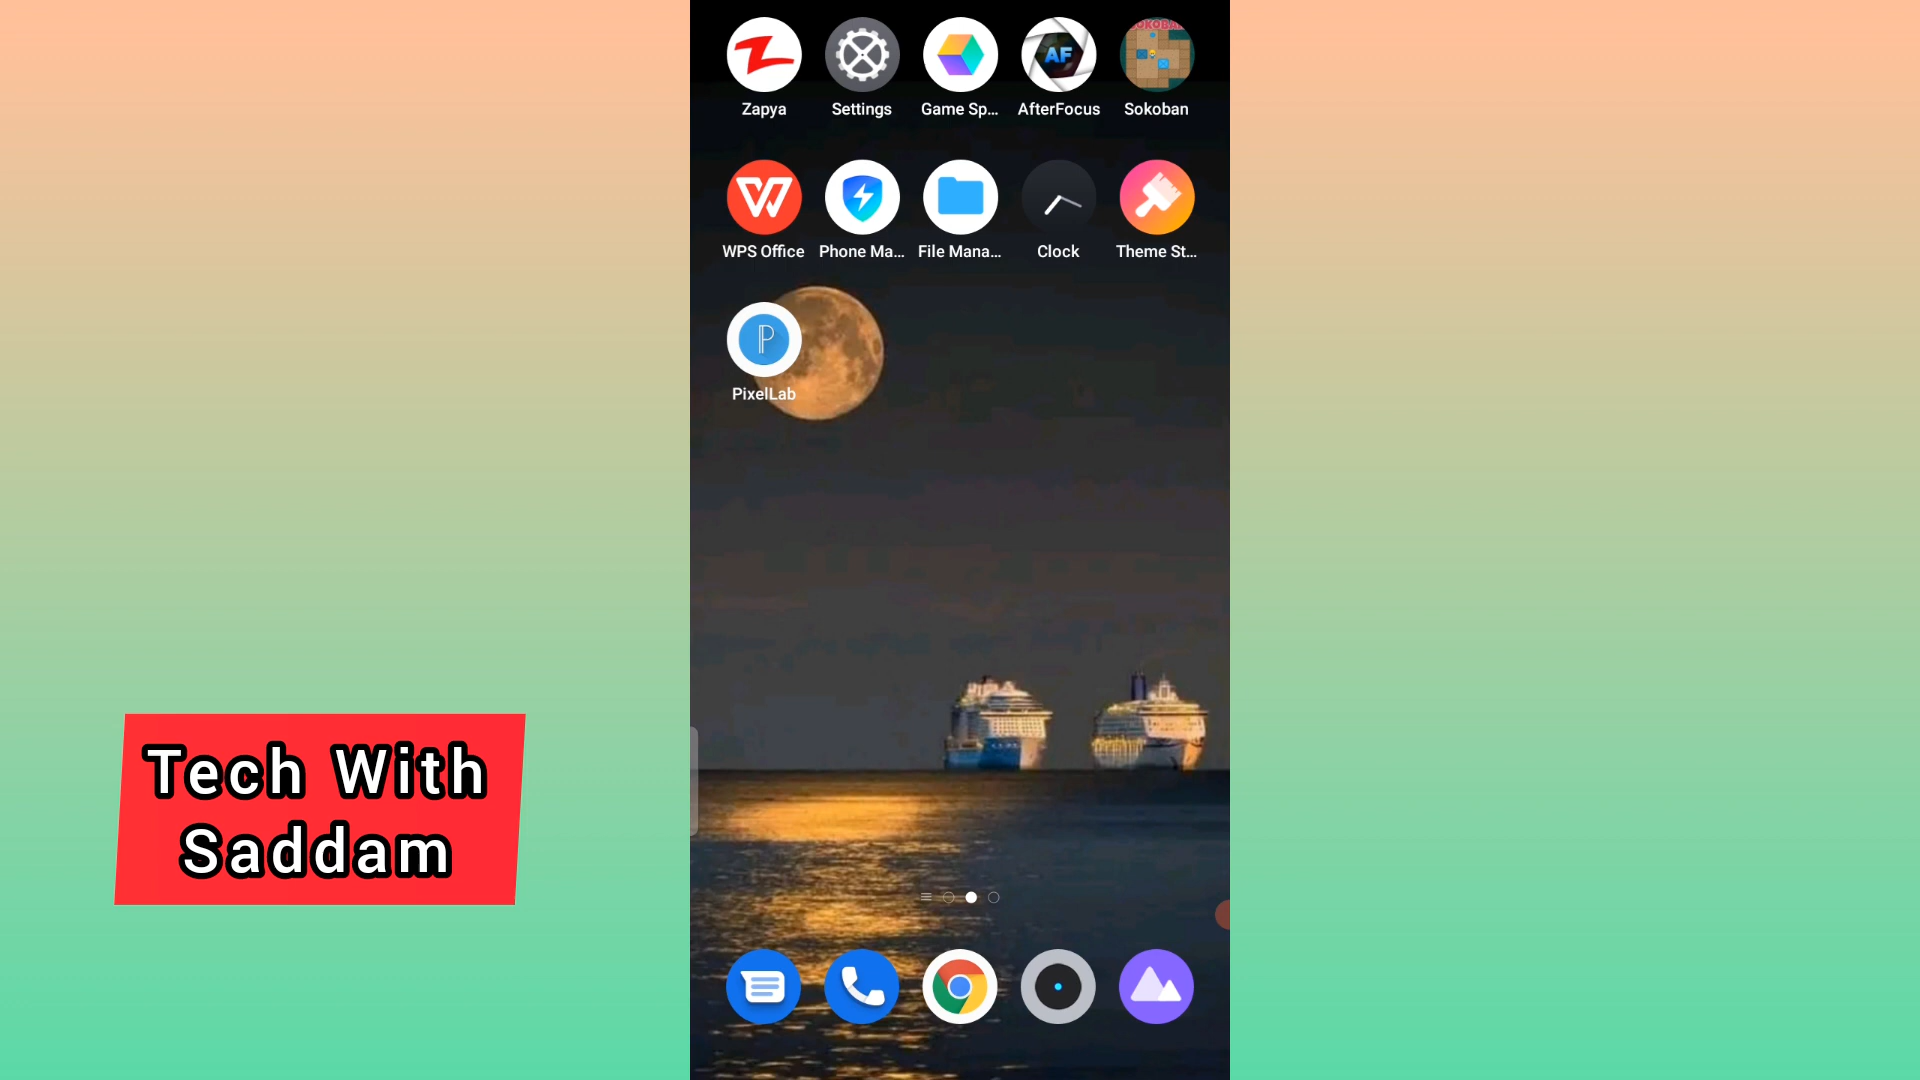 Zapya
Settings
Game Sp...
AfterFocus
Sokoban
WPS Office
Phone Ma...
File Mana...
Clock
Theme St...
PixelLab
Tech With
Saddam